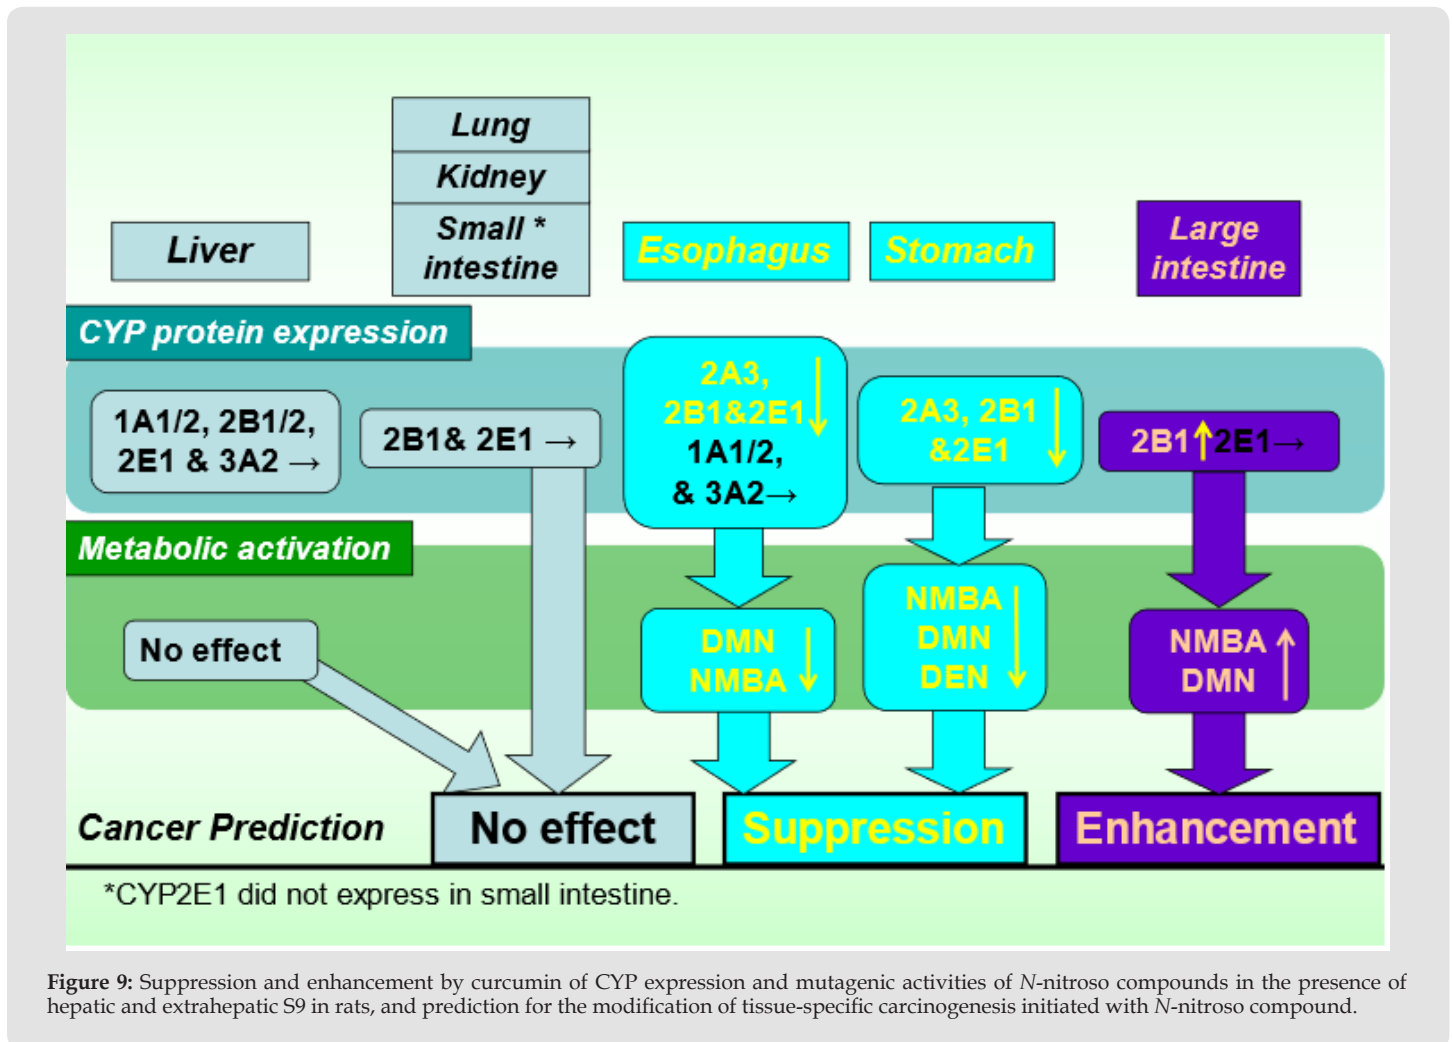 Lung
Kidney
Small *
intestine
Liver
Esophagus
Stomach
Large
intestine
CYP protein expression
1A1/2, 2B1/2,
2E1 & 3A2 →
2B1& 2E1 →
2A3,
2B1&2E1↓
1A1/2,
& 3A2→
2A3, 2B1
&2E1 ↓
2B1↑2E1→
Metabolic activation
No effect
DMN
NMBA ↓
NMBA
DMN
DEN ↓
NMBA ↑
DMN
Cancer Prediction
No effect
Suppression
Enhancement
*CYP2E1 did not express in small intestine.
Figure 9: Suppression and enhancement by curcumin of CYP expression and mutagenic activities of N-nitroso compounds in the presence of
hepatic and extrahepatic S9 in rats, and prediction for the modification of tissue-specific carcinogenesis initiated with N-nitroso compound.